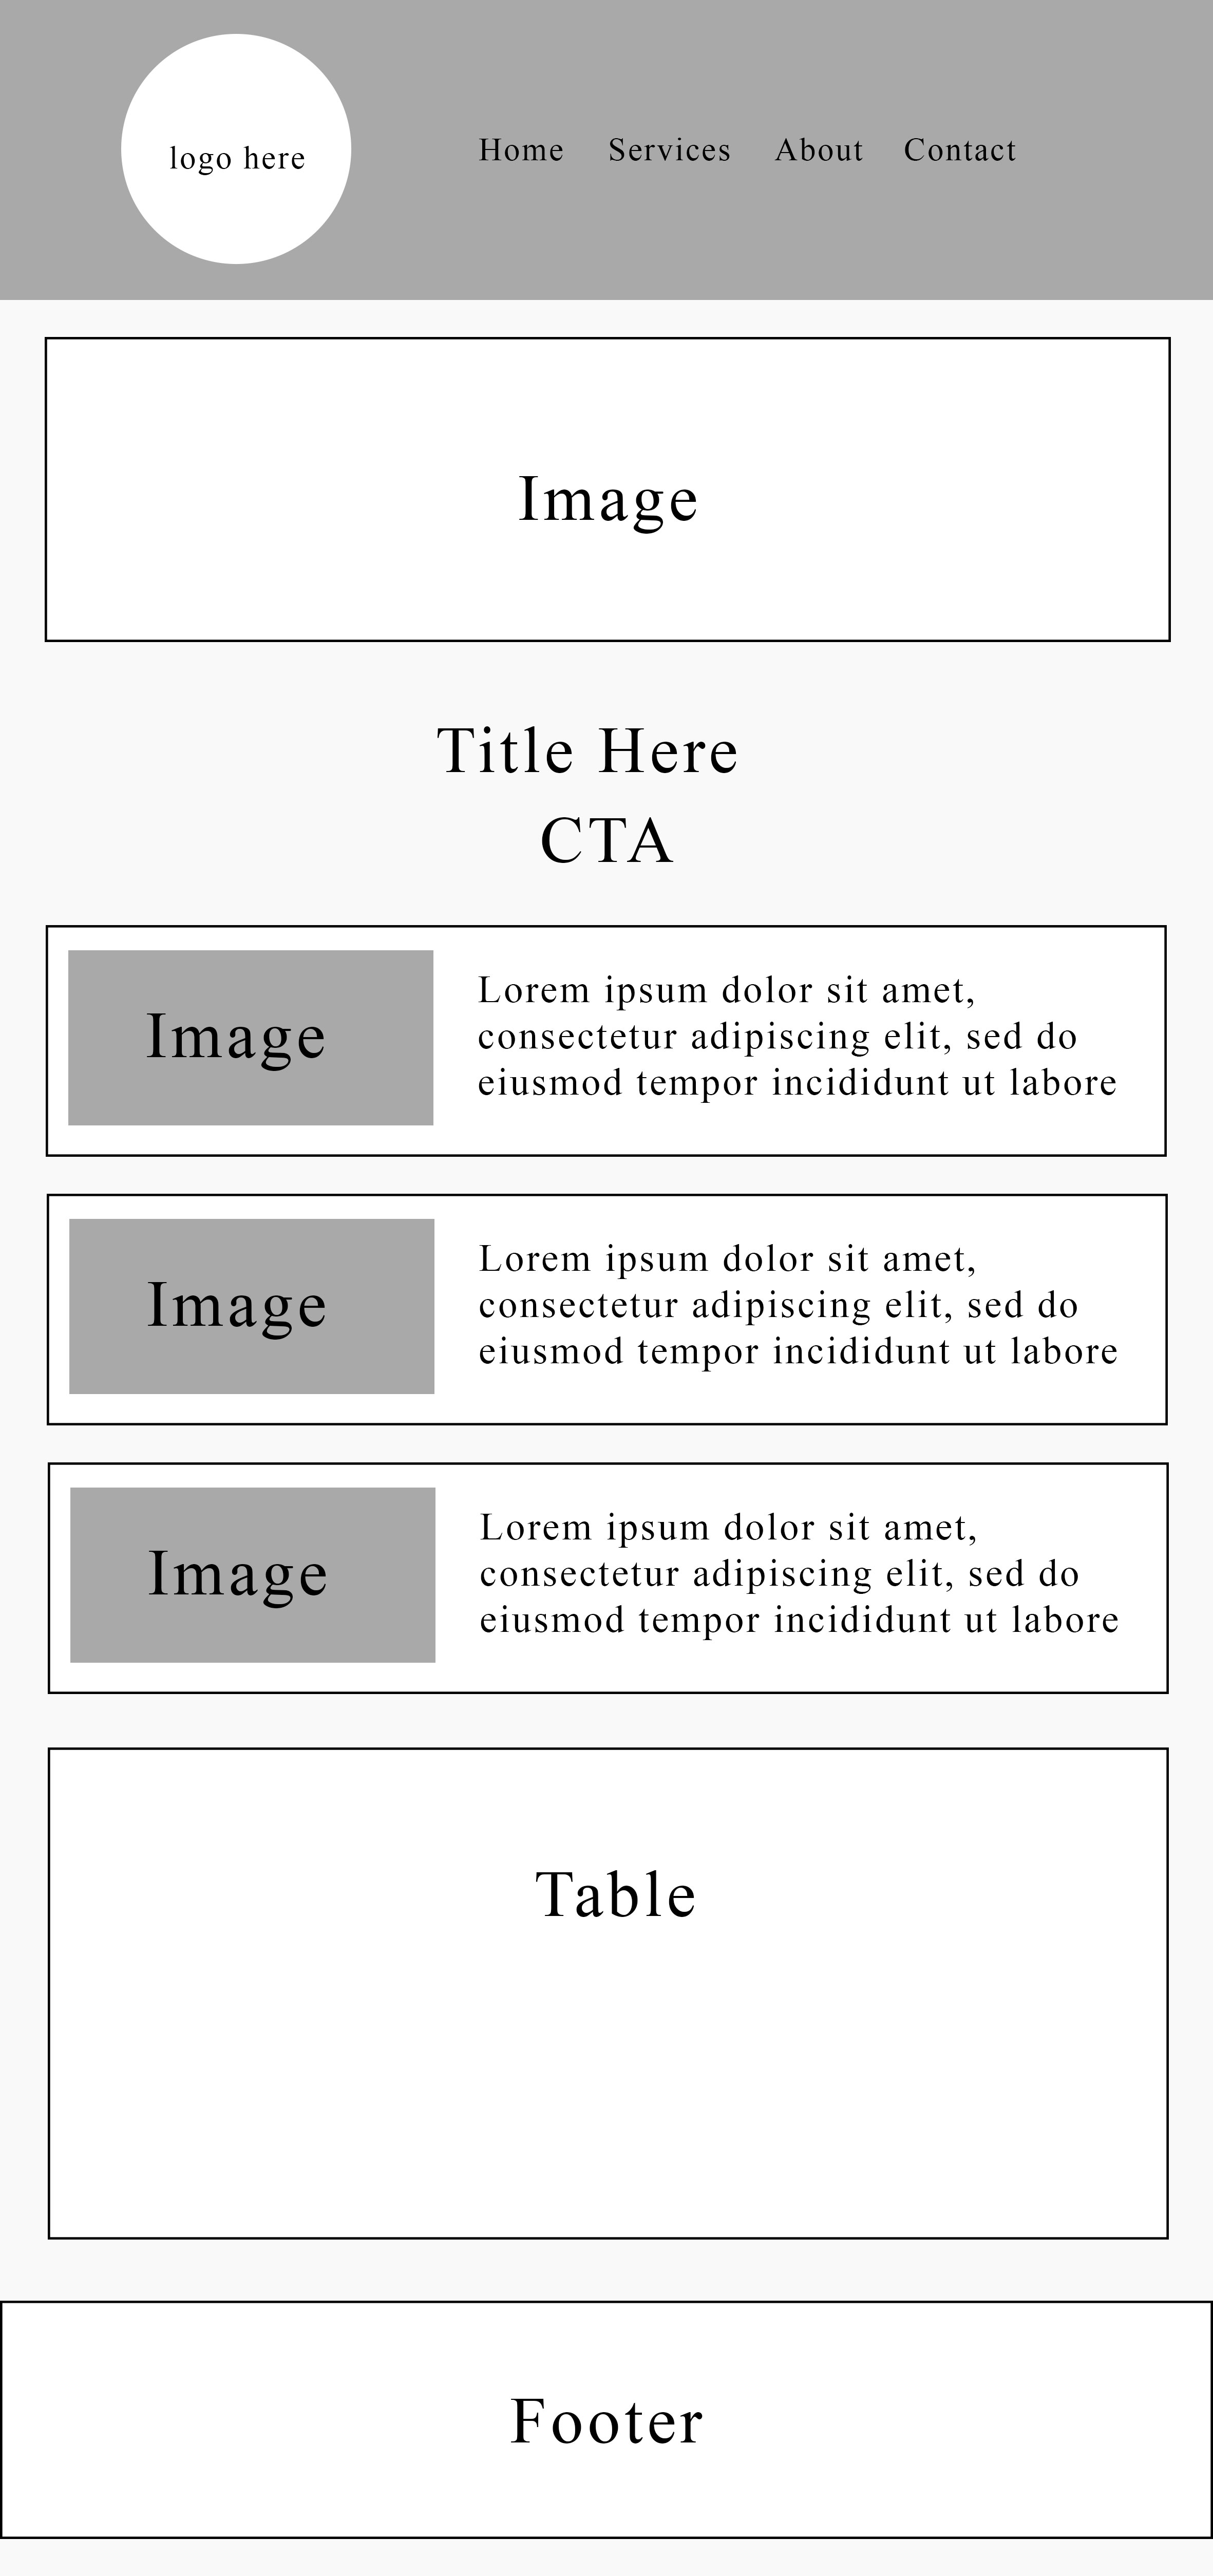 logo here
Home Services About Contact
Image
Title Here
CTA
Image
Lorem ipsum dolor sit amet,
consectetur adipiscing elit, sed do
eiusmod tempor incididunt ut labore
Image
Lorem ipsum dolor sit amet,
consectetur adipiscing elit, sed do
eiusmod tempor incididunt ut labore
Image
Lorem ipsum dolor sit amet,
consectetur adipiscing elit, sed do
eiusmod tempor incididunt ut labore
Table
Footer